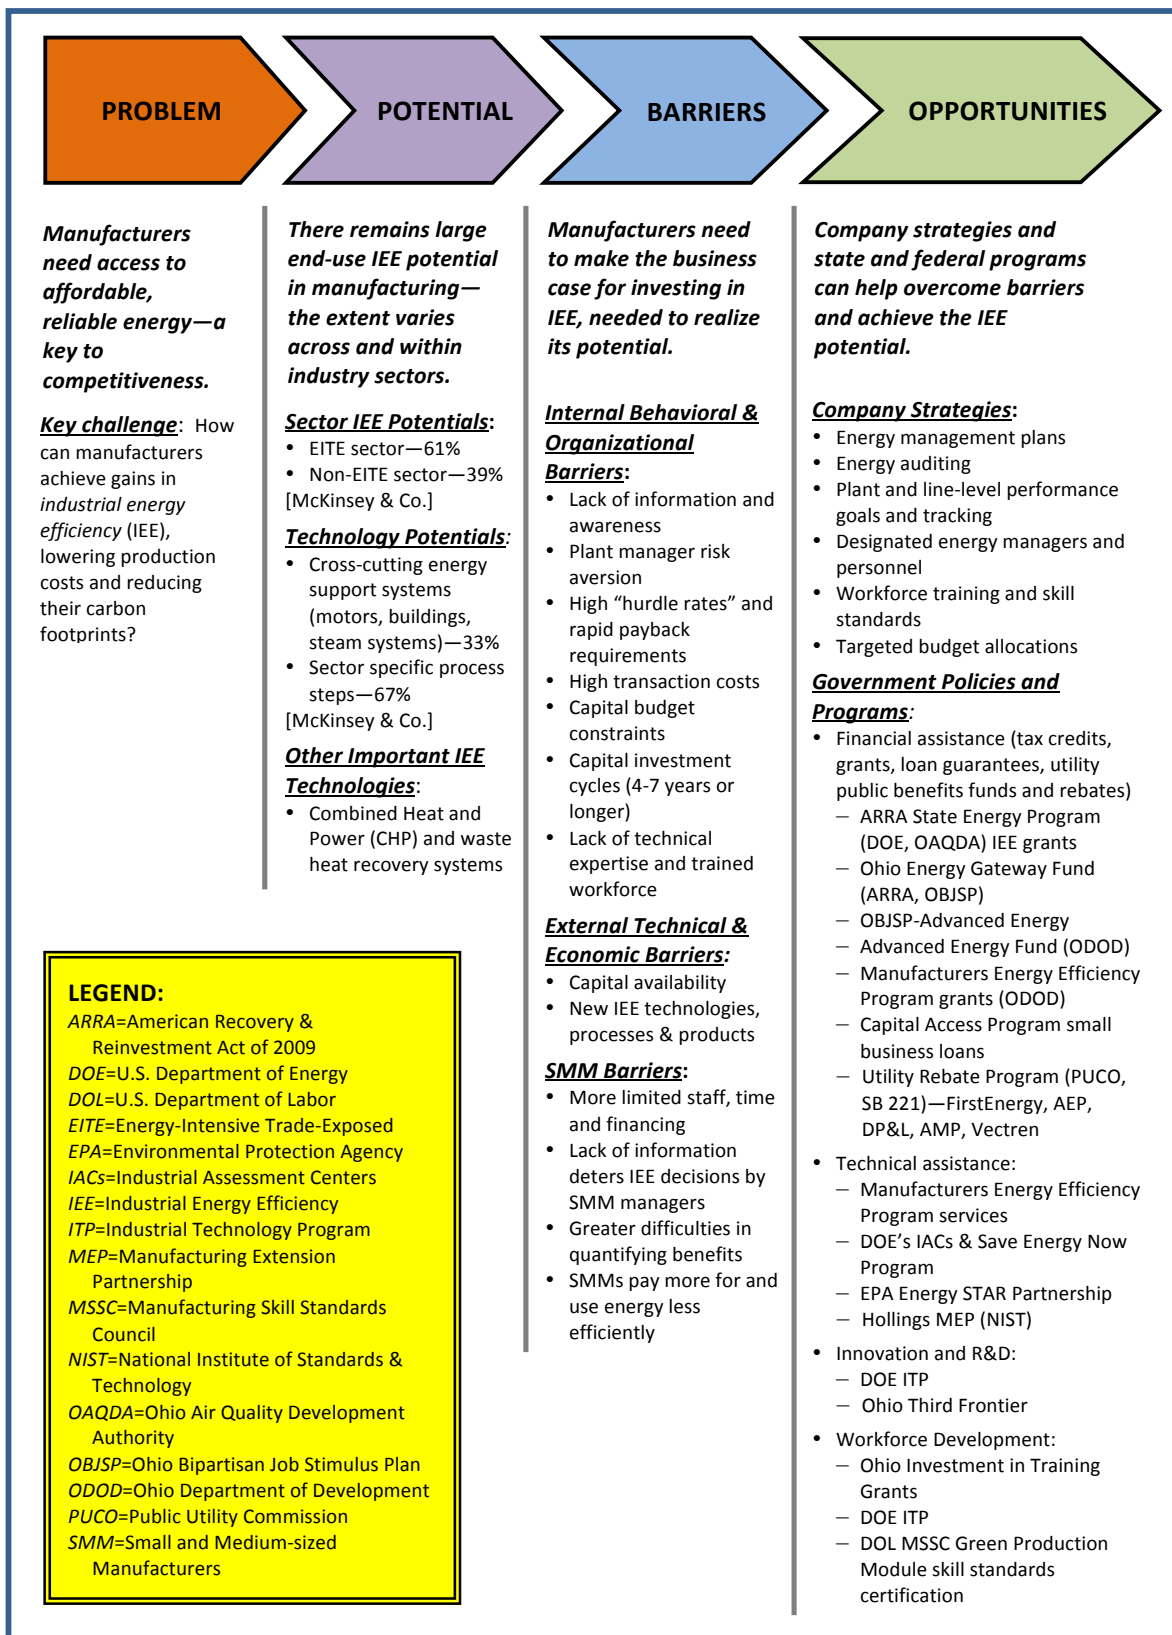 PROBLEM
POTENTIAL
BARRIERS
OPPORTUNITIES
Manufacturers
need access to
affordable,
reliable energy—a
key to
competitiveness.
Key challenge:  How
can manufacturers
achieve gains in
industrial energy
efficiency (IEE),
lowering production
costs and reducing
their carbon
footprints?
There remains large
end-use IEE potential
in manufacturing—
the extent varies
across and within
industry sectors.
Sector IEE Potentials:
• EITE sector—61%
• Non-EITE sector—39%
[McKinsey & Co.]
Technology Potentials:
• Cross-cutting energy
support systems
(motors, buildings,
steam systems)—33%
• Sector specific process
steps—67%
[McKinsey & Co.]
Other Important IEE
Technologies:
• Combined Heat and
Power (CHP) and waste
heat recovery systems
Manufacturers need
to make the business
case for investing in
IEE, needed to realize
its potential.
Internal Behavioral &
Organizational
Barriers:
• Lack of information and
awareness
• Plant manager risk
aversion
• High “hurdle rates” and
rapid payback
requirements
• High transaction costs
• Capital budget
constraints
• Capital investment
cycles (4-7 years or
longer)
• Lack of technical
expertise and trained
workforce
External Technical &
Economic Barriers:
• Capital availability
• New IEE technologies,
processes & products
SMM Barriers:
• More limited staff, time
and financing
• Lack of information
deters IEE decisions by
SMM managers
• Greater difficulties in
quantifying benefits
• SMMs pay more for and
use energy less
efficiently
Company strategies and
state and federal programs
can help overcome barriers
and achieve the IEE
potential.
Company Strategies:
• Energy management plans
• Energy auditing
• Plant and line-level performance
goals and tracking
• Designated energy managers and
personnel
• Workforce training and skill
standards
• Targeted budget allocations
Government Policies and
Programs:
• Financial assistance (tax credits,
grants, loan guarantees, utility
public benefits funds and rebates)
– ARRA State Energy Program
(DOE, OAQDA) IEE grants
– Ohio Energy Gateway Fund
(ARRA, OBJSP)
– OBJSP-Advanced Energy
– Advanced Energy Fund (ODOD)
– Manufacturers Energy Efficiency
Program grants (ODOD)
– Capital Access Program small
business loans
– Utility Rebate Program (PUCO,
SB 221)—FirstEnergy, AEP,
DP&L, AMP, Vectren
• Technical assistance:
– Manufacturers Energy Efficiency
Program services
– DOE’s IACs & Save Energy Now
Program
– EPA Energy STAR Partnership
– Hollings MEP (NIST)
• Innovation and R&D:
– DOE ITP
– Ohio Third Frontier
• Workforce Development:
– Ohio Investment in Training
Grants
– DOE ITP
– DOL MSSC Green Production
Module skill standards
certification
LEGEND:
ARRA=American Recovery &
Reinvestment Act of 2009
DOE=U.S. Department of Energy
DOL=U.S. Department of Labor
EITE=Energy-Intensive Trade-Exposed
EPA=Environmental Protection Agency
IACs=Industrial Assessment Centers
IEE=Industrial Energy Efficiency
ITP=Industrial Technology Program
MEP=Manufacturing Extension
Partnership
MSSC=Manufacturing Skill Standards
Council
NIST=National Institute of Standards &
Technology
OAQDA=Ohio Air Quality Development
Authority
OBJSP=Ohio Bipartisan Job Stimulus Plan
ODOD=Ohio Department of Development
PUCO=Public Utility Commission
SMM=Small and Medium-sized
Manufacturers